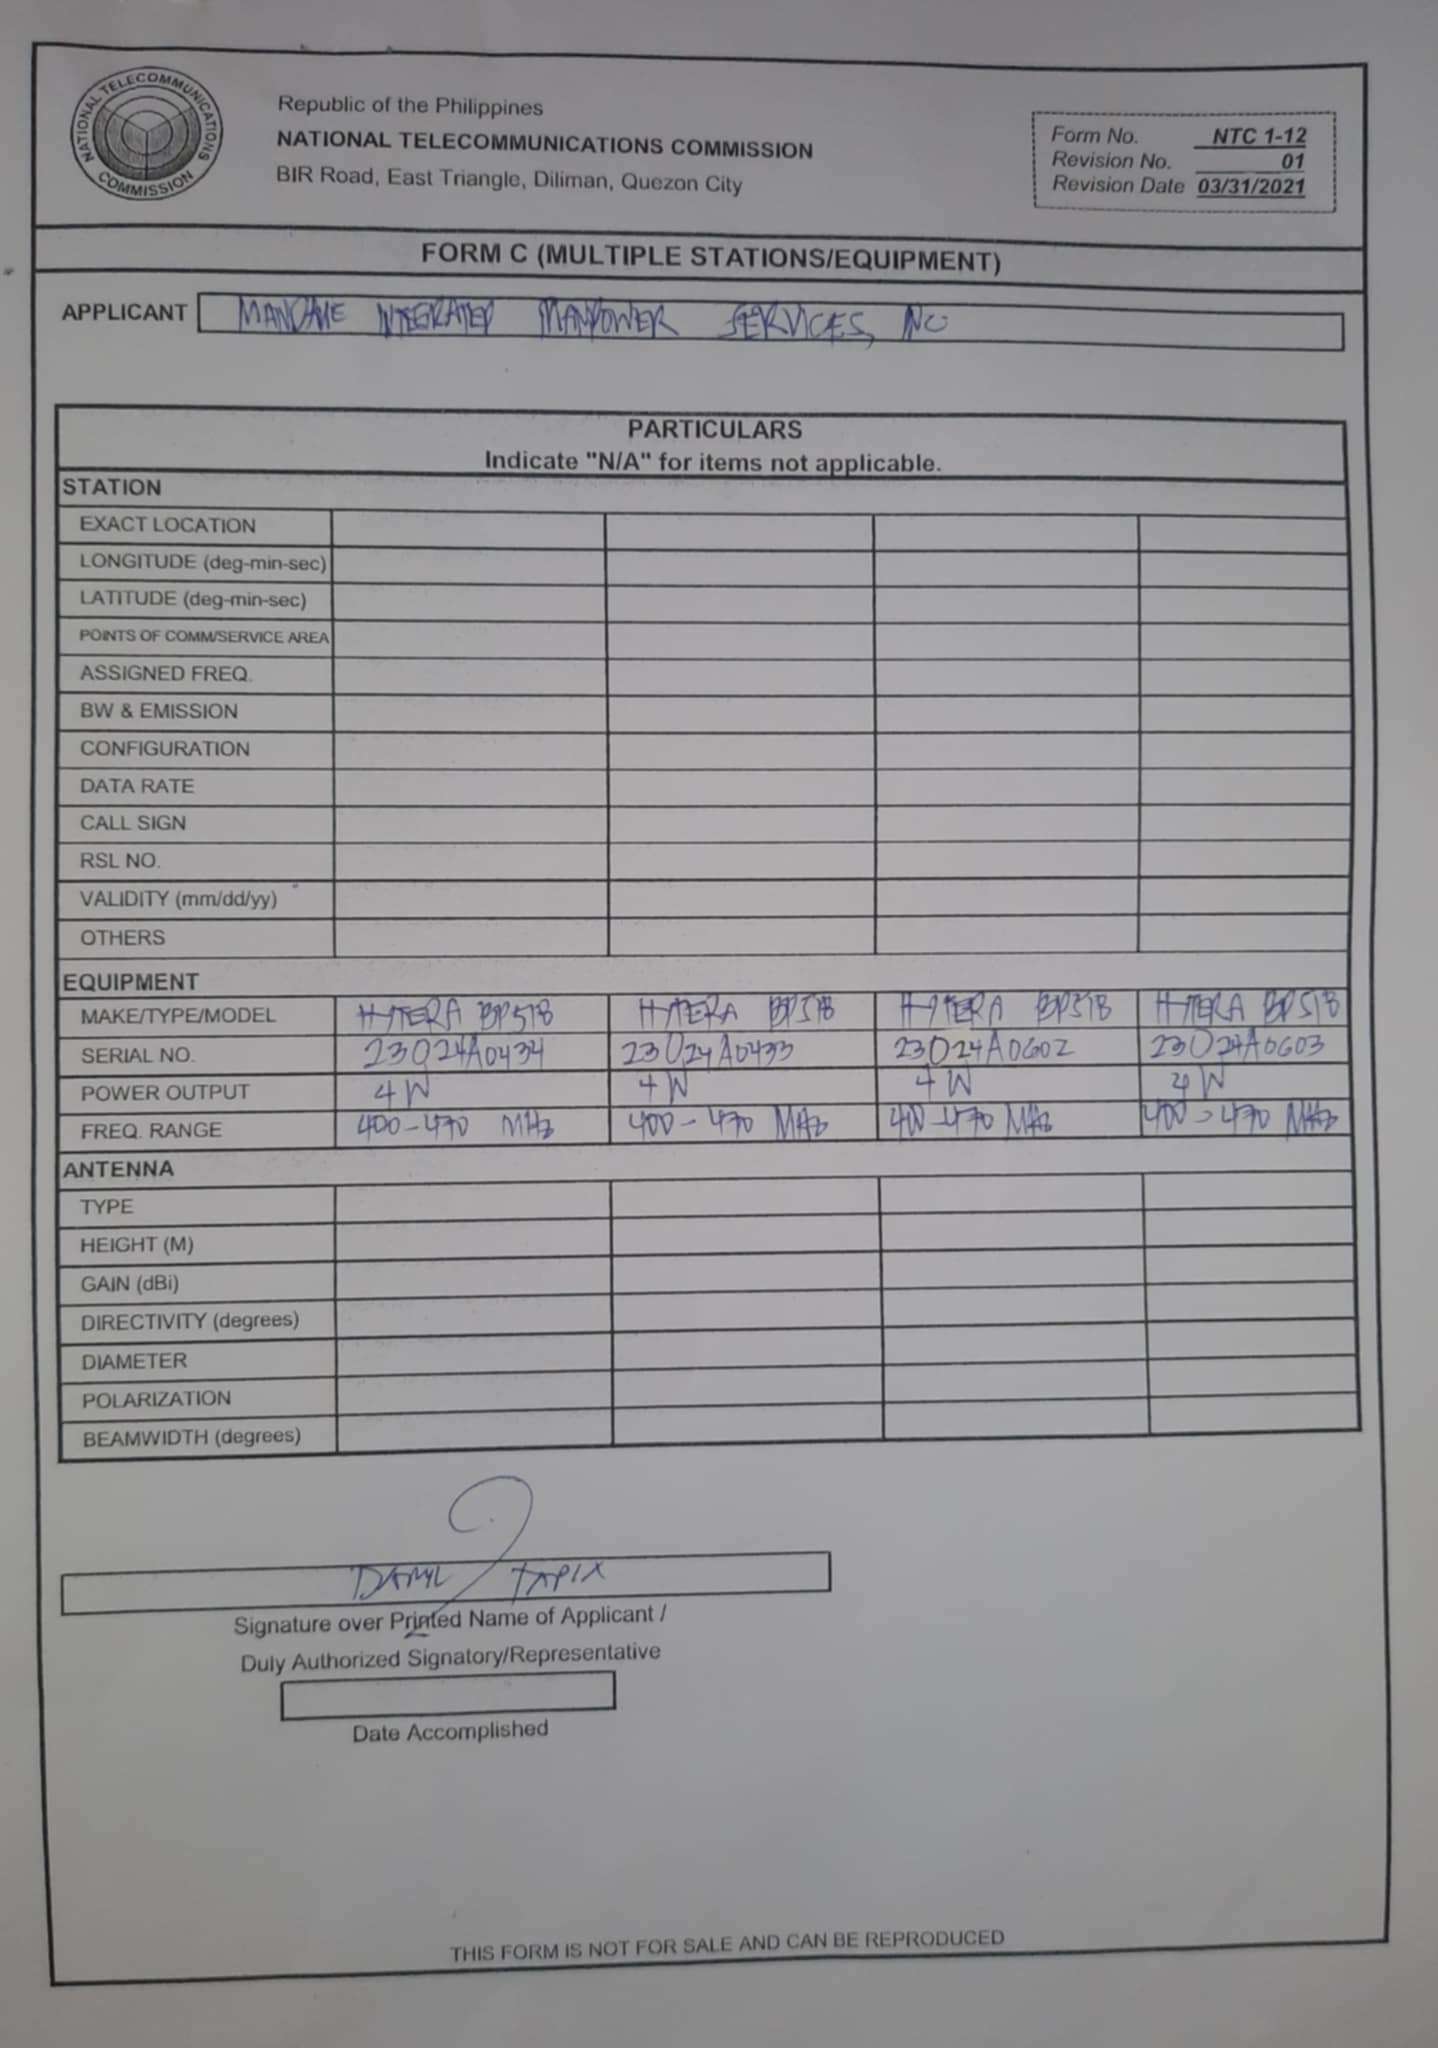 NATIONAL TELECOMMUNICATIONS COMMISSION
Republic of the Philippines
NATIONAL TELECOMMUNICATIONS COMMISSION
BIR Road, East Triangle, Diliman, Quezon City
Form No. NTC 1-12
Revision No. 01
Revision Date 03/31/2021
FORM C (MULTIPLE STATIONS/EQUIPMENT)
APPLICANT INTEGRATED MANPOWER SERVICES, INC
PARTICULARS
Indicate "N/A" for items not applicable.
STATION
EXACT LOCATION
LONGITUDE (deg-min-sec)
LATITUDE (deg-min-sec)
POINTS OF COMM/SERVICE AREA
ASSIGNED FREQ.
BW & EMISSION
CONFIGURATION
DATA RATE
CALL SIGN
RSL NO.
VALIDITY (mm/dd/yy)
OTHERS
EQUIPMENT
MAKE/TYPE/MODEL HYTERA BP518 HYTERA BP518 HYTERA BP518 HYTERA BP518
SERIAL NO. 23024A0434 23024A0433 23024A0602 23024A0603
POWER OUTPUT 4 W 4 W 4 W 4 W
FREQ. RANGE 400-470 MHz 400-470 MHz 400-470 MHz 400-470 MHz
ANTENNA
TYPE
HEIGHT (M)
GAIN (dBi)
DIRECTIVITY (degrees)
DIAMETER
POLARIZATION
BEAMWIDTH (degrees)
DARYL TAPIX
Signature over Printed Name of Applicant /
Duly Authorized Signatory/Representative
Date Accomplished
THIS FORM IS NOT FOR SALE AND CAN BE REPRODUCED